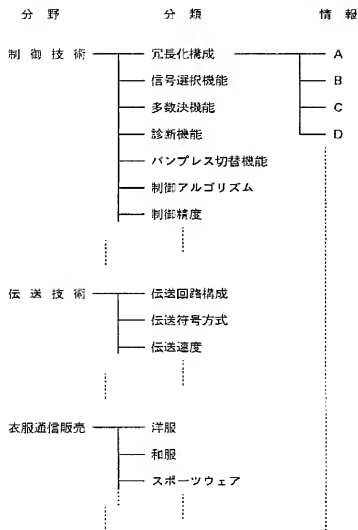 分野 分類 情報
制御技術 冗長化構成 A
信号選択機能 B
多数決機能 C
診断機能 D
バンプレス切替機能
制御アルゴリズム
制御精度
伝送技術 伝送回路構成
伝送符号方式
伝送速度
衣服通信販売 洋服
和服
スポーツウェア